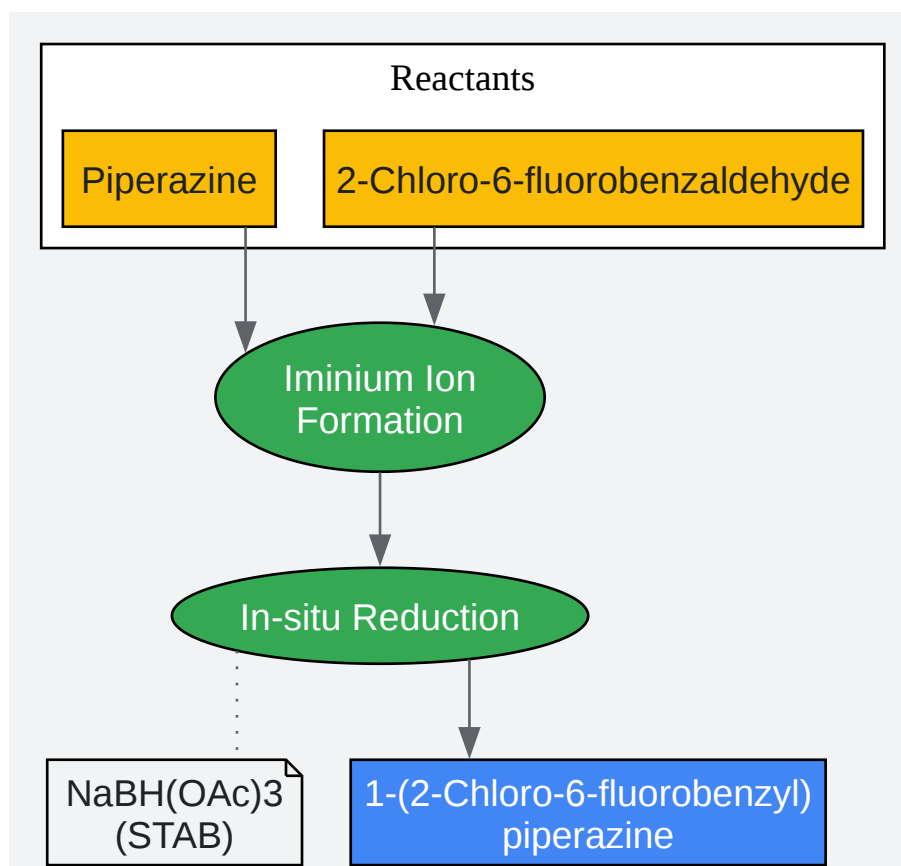 Reactants
Piperazine
2-Chloro-6-fluorobenzaldehyde
Iminium Ion
Formation
In-situ Reduction
NaBH(OAc)3
(STAB)
1-(2-Chloro-6-fluorobenzyl)
piperazine